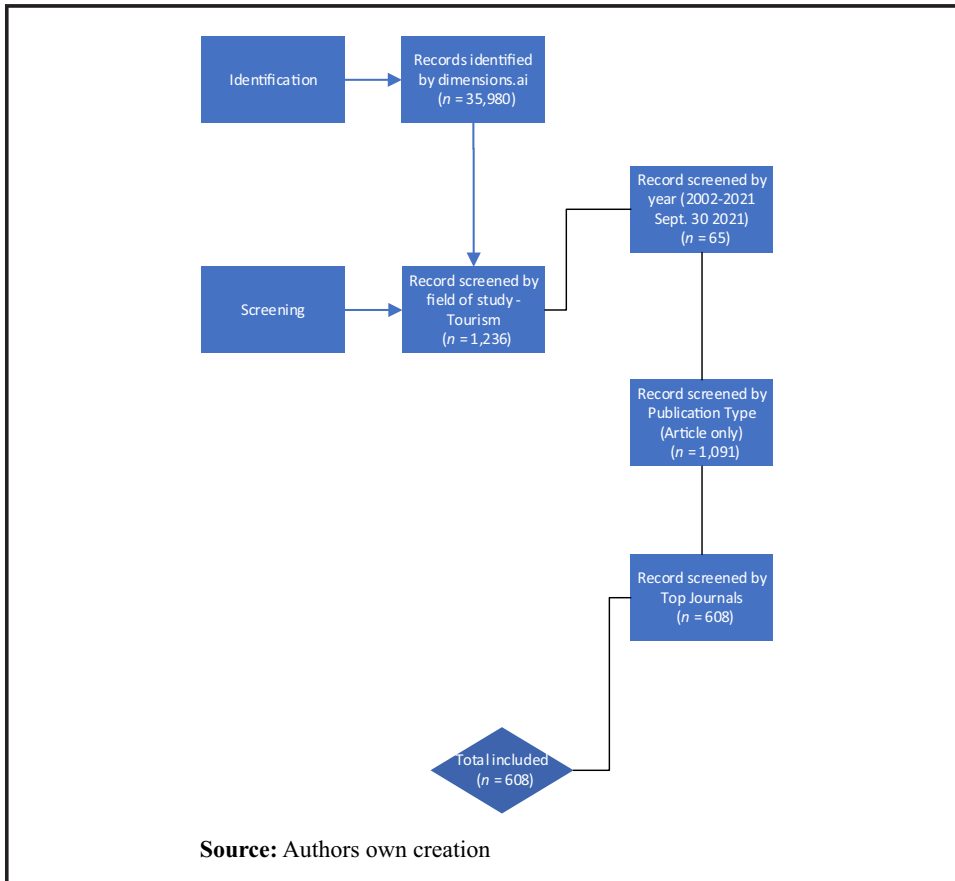 Identification
Records identified
by dimensions.ai
(n = 35,980)
Record screened by
year (2002-2021
Sept. 30 2021)
(n = 65)
Screening
Record screened by
field of study -
Tourism
(n = 1,236)
Record screened by
Publication Type
(Article only)
(n = 1,091)
Record screened by
Top Journals
(n = 608)
Total included
(n = 608)
Source: Authors own creation